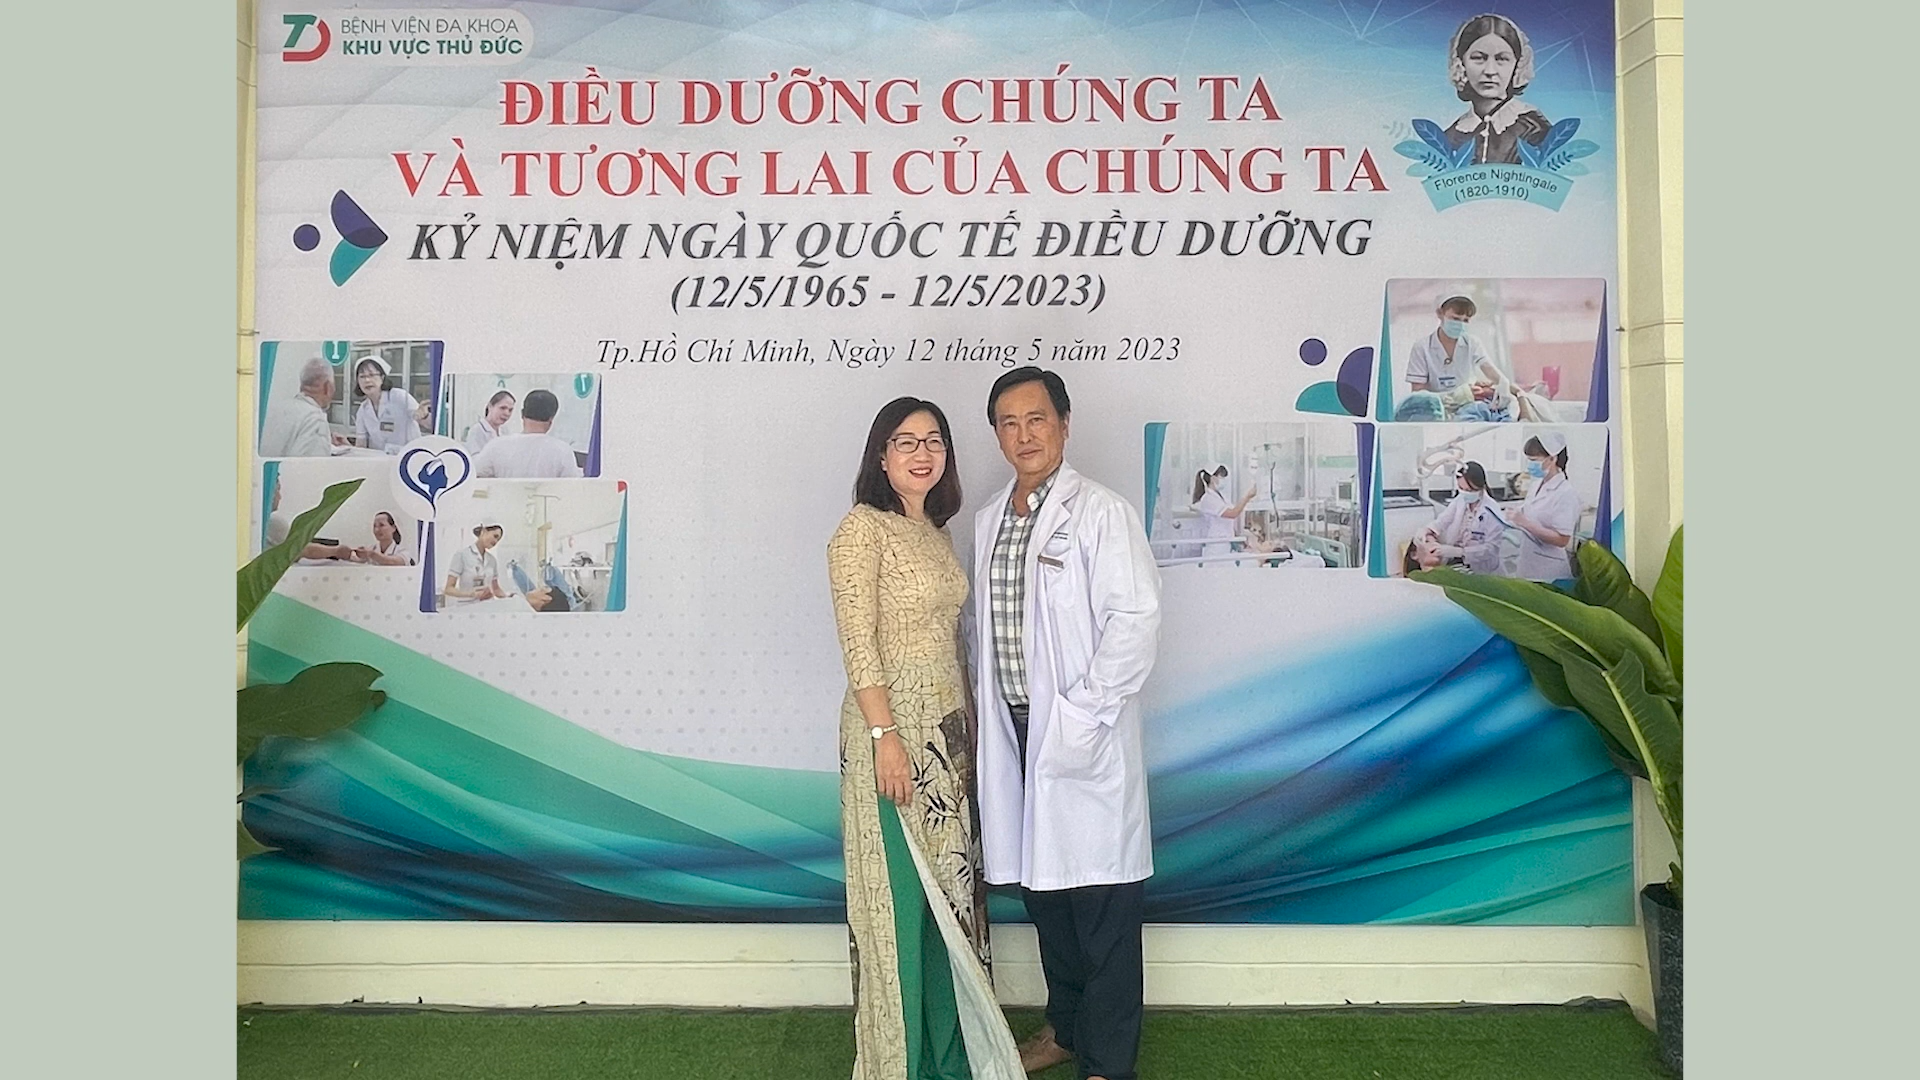 BỆNH VIỆN ĐA KHOA
KHU VỰC THỦ ĐỨC
ĐIỀU DƯỠNG CHÚNG TA
VÀ TƯƠNG LAI CỦA CHÚNG TA
KỶ NIỆM NGÀY QUỐC TẾ ĐIỀU DƯỠNG
(12/5/1965 - 12/5/2023)
Tp.Hồ Chí Minh, Ngày 12 tháng 5 năm 2023
Florence Nightingale
(1820-1910)